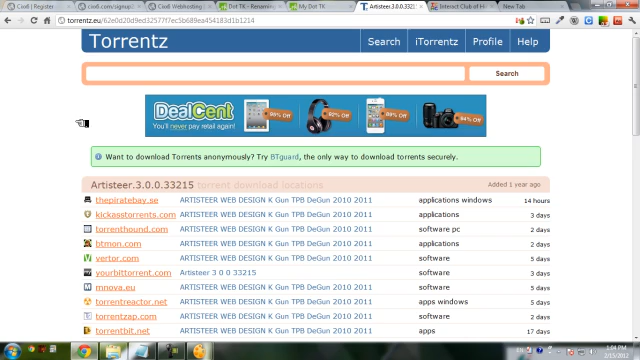 Cix8 | Register
cix8.com/signup
Cix8 Webhosting
Dot TK - Renaming
My Dot TK
Artisteer.3.0.0.33215
Interact Club of H
New Tab
torrentz.eu/62e0d20d9ed32577f7ec5b689ea454183d1b1214
Torrentz
Search
iTorrentz
Profile
Help
Search
DealCent
You'll never pay retail again!
99% Off
92% Off
89% Off
94% Off
@ Want to download Torrents anonymously? Try BTguard, the only way to download torrents securely.
Artisteer.3.0.0.33215 torrent download locations Added 1 year ago
thepiratebay.se ARTISTEER WEB DESIGN K Gun TPB DeGun 2010 2011 applications windows 14 hours
kickasstorrents.com ARTISTEER WEB DESIGN K Gun TPB DeGun 2010 2011 applications 3 days
torrenthound.com ARTISTEER WEB DESIGN K Gun TPB DeGun 2010 2011 software pc 2 days
btmon.com ARTISTEER WEB DESIGN K Gun TPB DeGun 2010 2011 applications 2 days
vertor.com ARTISTEER WEB DESIGN K Gun TPB DeGun 2010 2011 software 5 days
yourbittorrent.com Artisteer 3 0 0 33215 software 3 days
mnova.eu ARTISTEER WEB DESIGN K Gun TPB DeGun 2010 2011 software 5 days
torrentreactor.net ARTISTEER WEB DESIGN K Gun TPB DeGun 2010 2011 apps windows 5 days
torrentzap.com ARTISTEER WEB DESIGN K Gun TPB DeGun 2010 2011 software 2 days
torrentbit.net ARTISTEER WEB DESIGN K Gun TPB DeGun 2010 2011 apps 17 days
EN
1:04 PM
2/15/2012